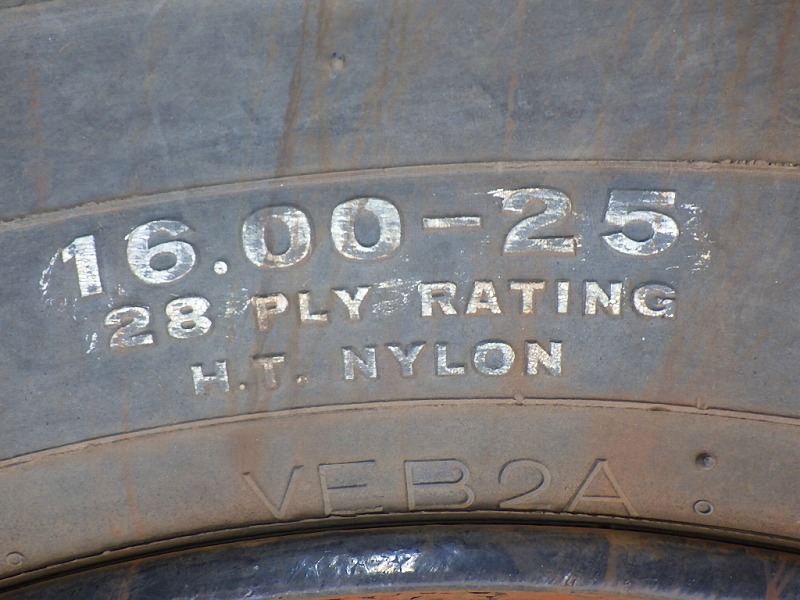 16.00-25
28 PLY RATING
H.T. NYLON
VEB2A